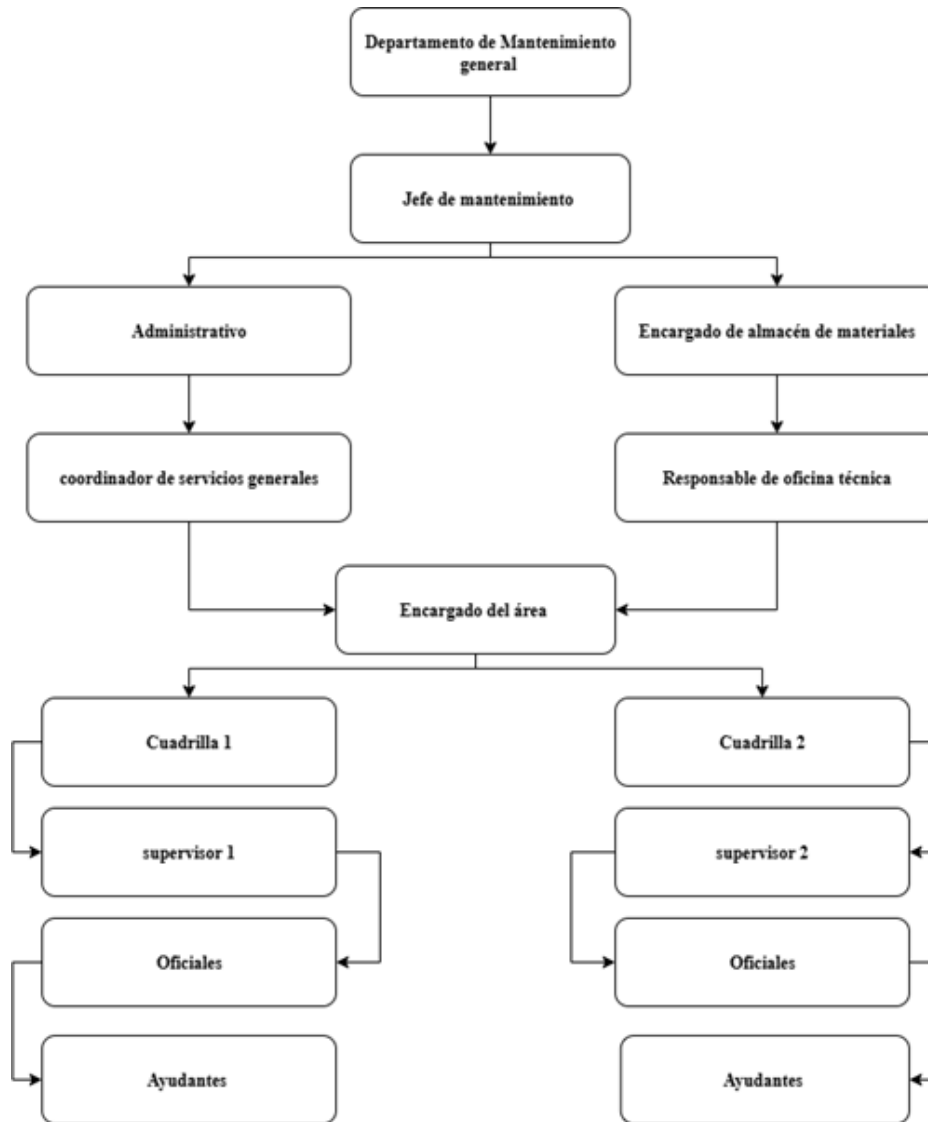 Departamento de Mantenimiento
general
Jefe de mantenimiento
Administrativo
Encargado de almacén de materiales
coordinador de servicios generales
Responsable de oficina técnica
Encargado del área
Cuadrilla 1
Cuadrilla 2
supervisor 1
supervisor 2
Oficiales
Oficiales
Ayudantes
Ayudantes